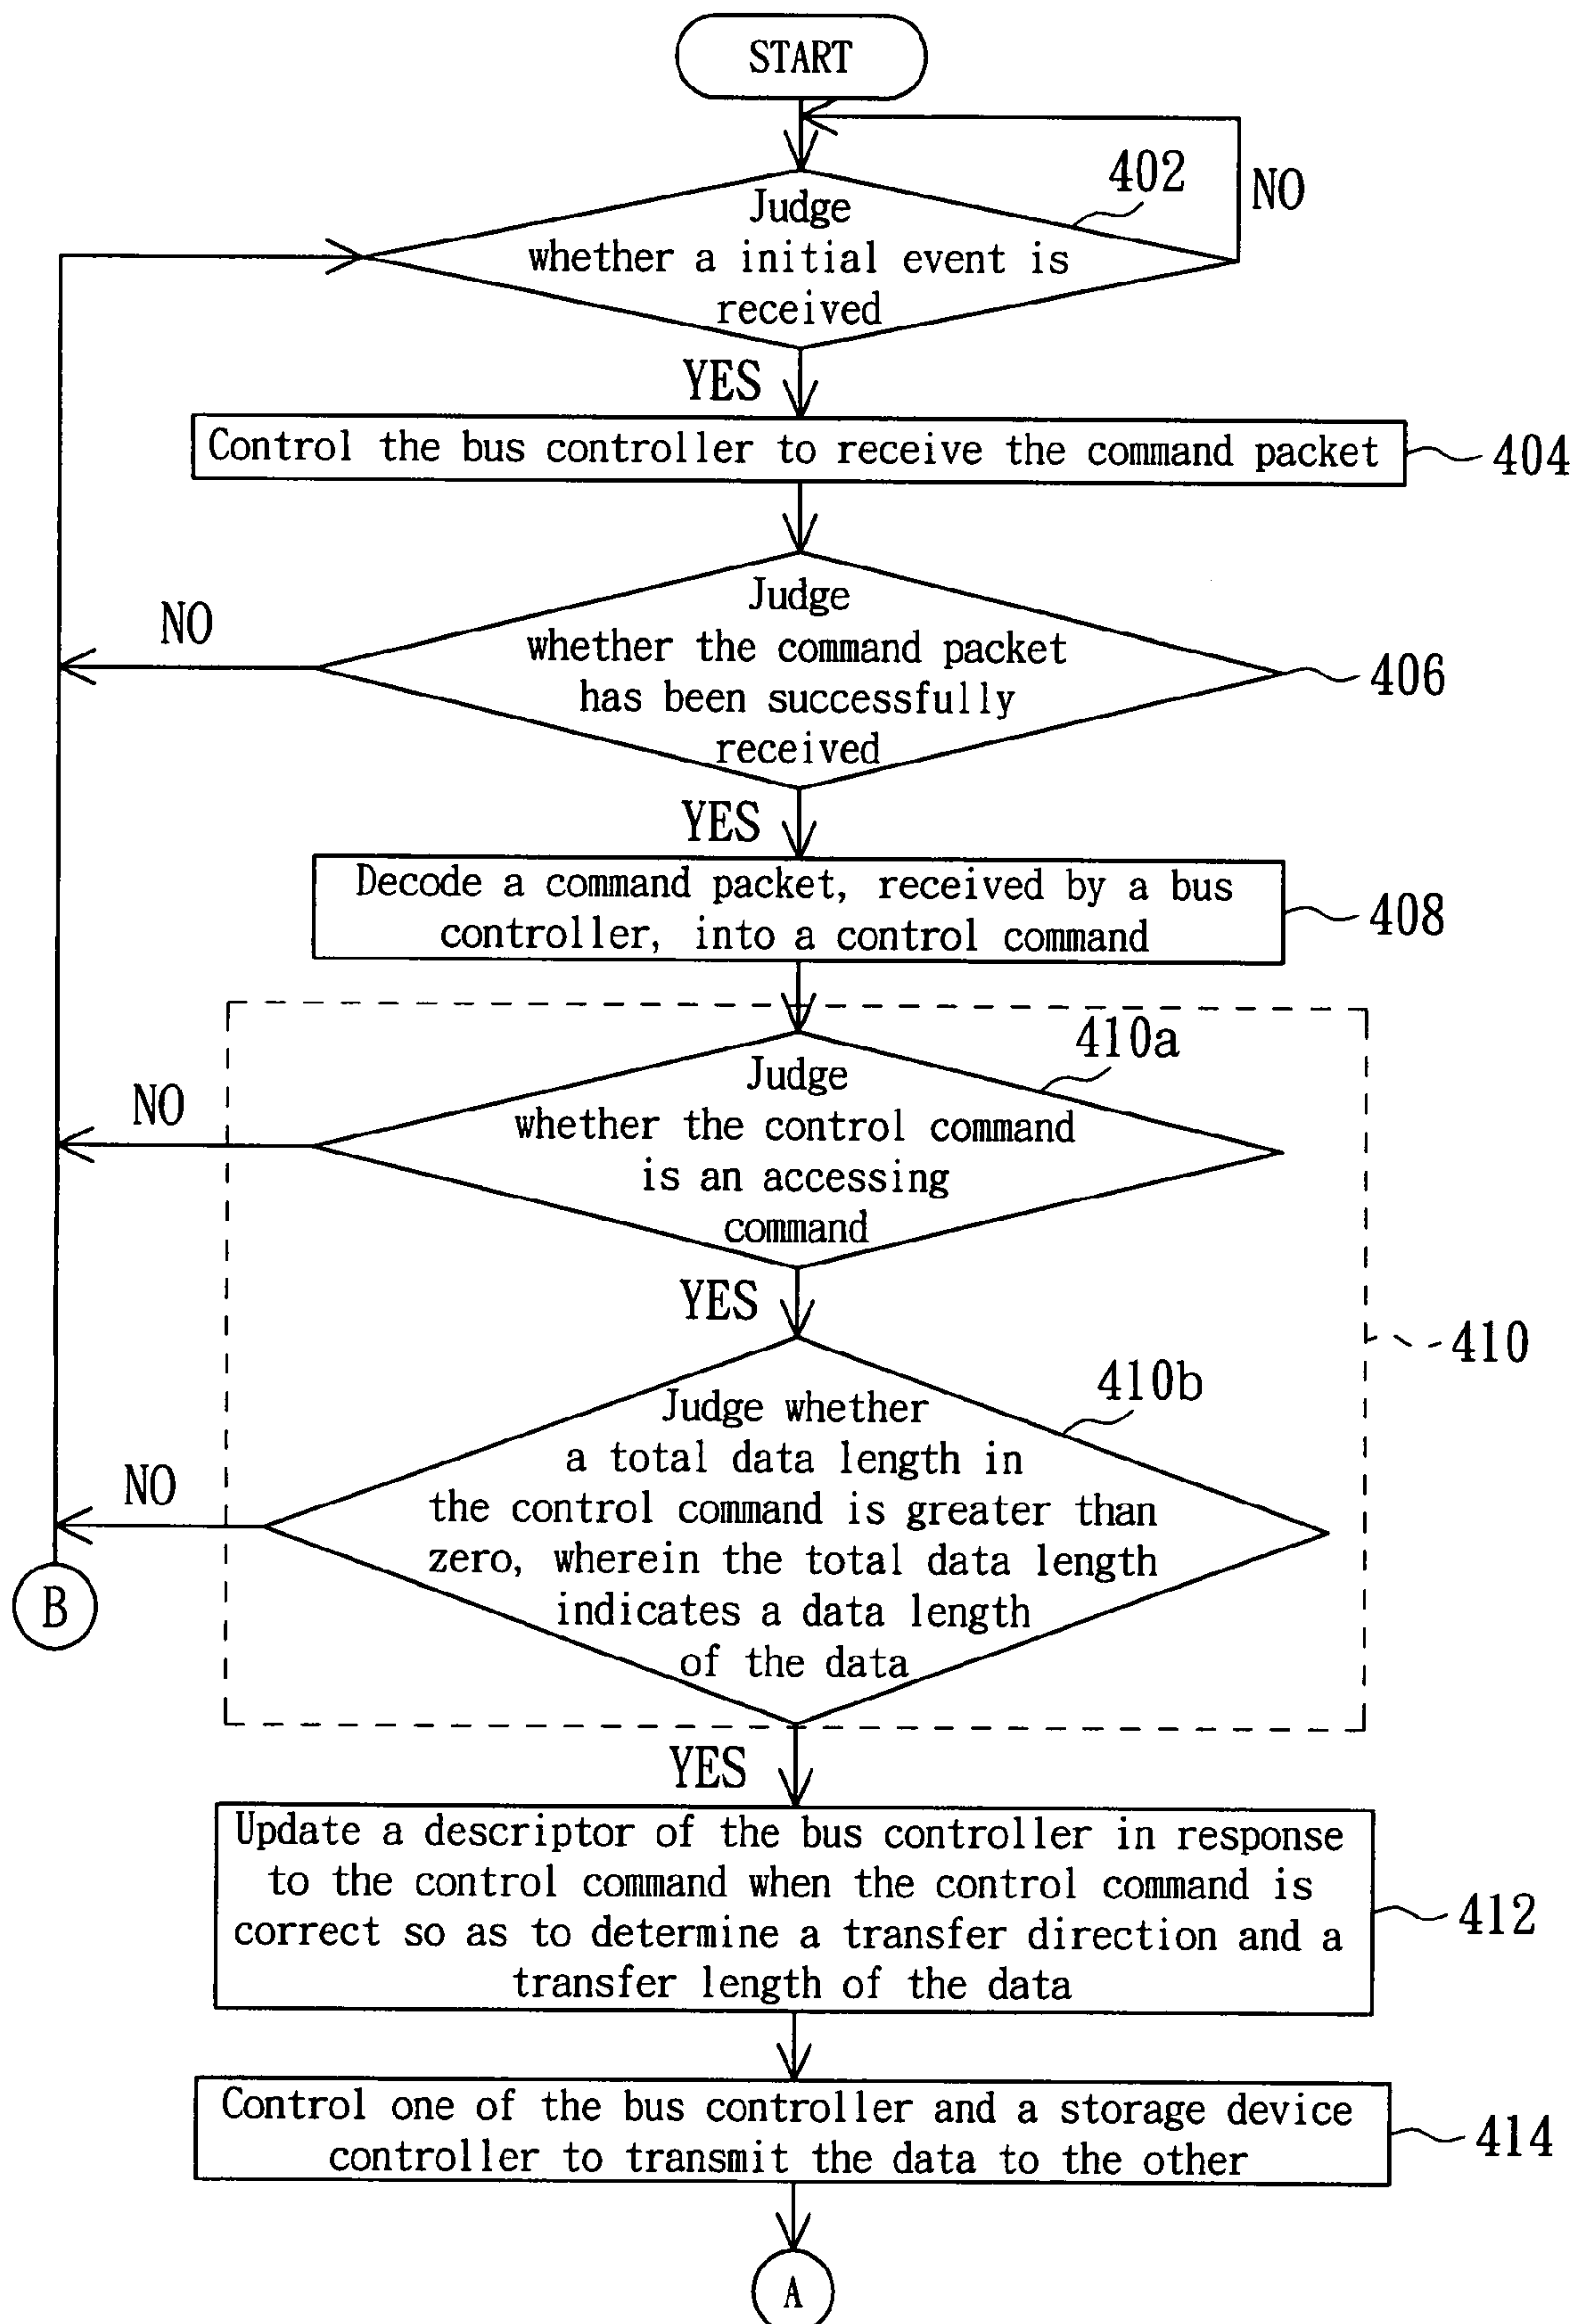 START
402
NO
Judge
whether a initial event is
received
YES
Control the bus controller to receive the command packet
404
Judge
whether the command packet
has been successfully
received
NO
406
YES
Decode a command packet, received by a bus
controller, into a control command
408
410a
Judge
whether the control command
is an accessing
command
NO
YES
410
410b
Judge whether
a total data length in
the control command is greater than
zero, wherein the total data length
indicates a data length
of the data
NO
B
YES
Update a descriptor of the bus controller in response
to the control command when the control command is
correct so as to determine a transfer direction and a
transfer length of the data
412
Control one of the bus controller and a storage device
controller to transmit the data to the other
414
A